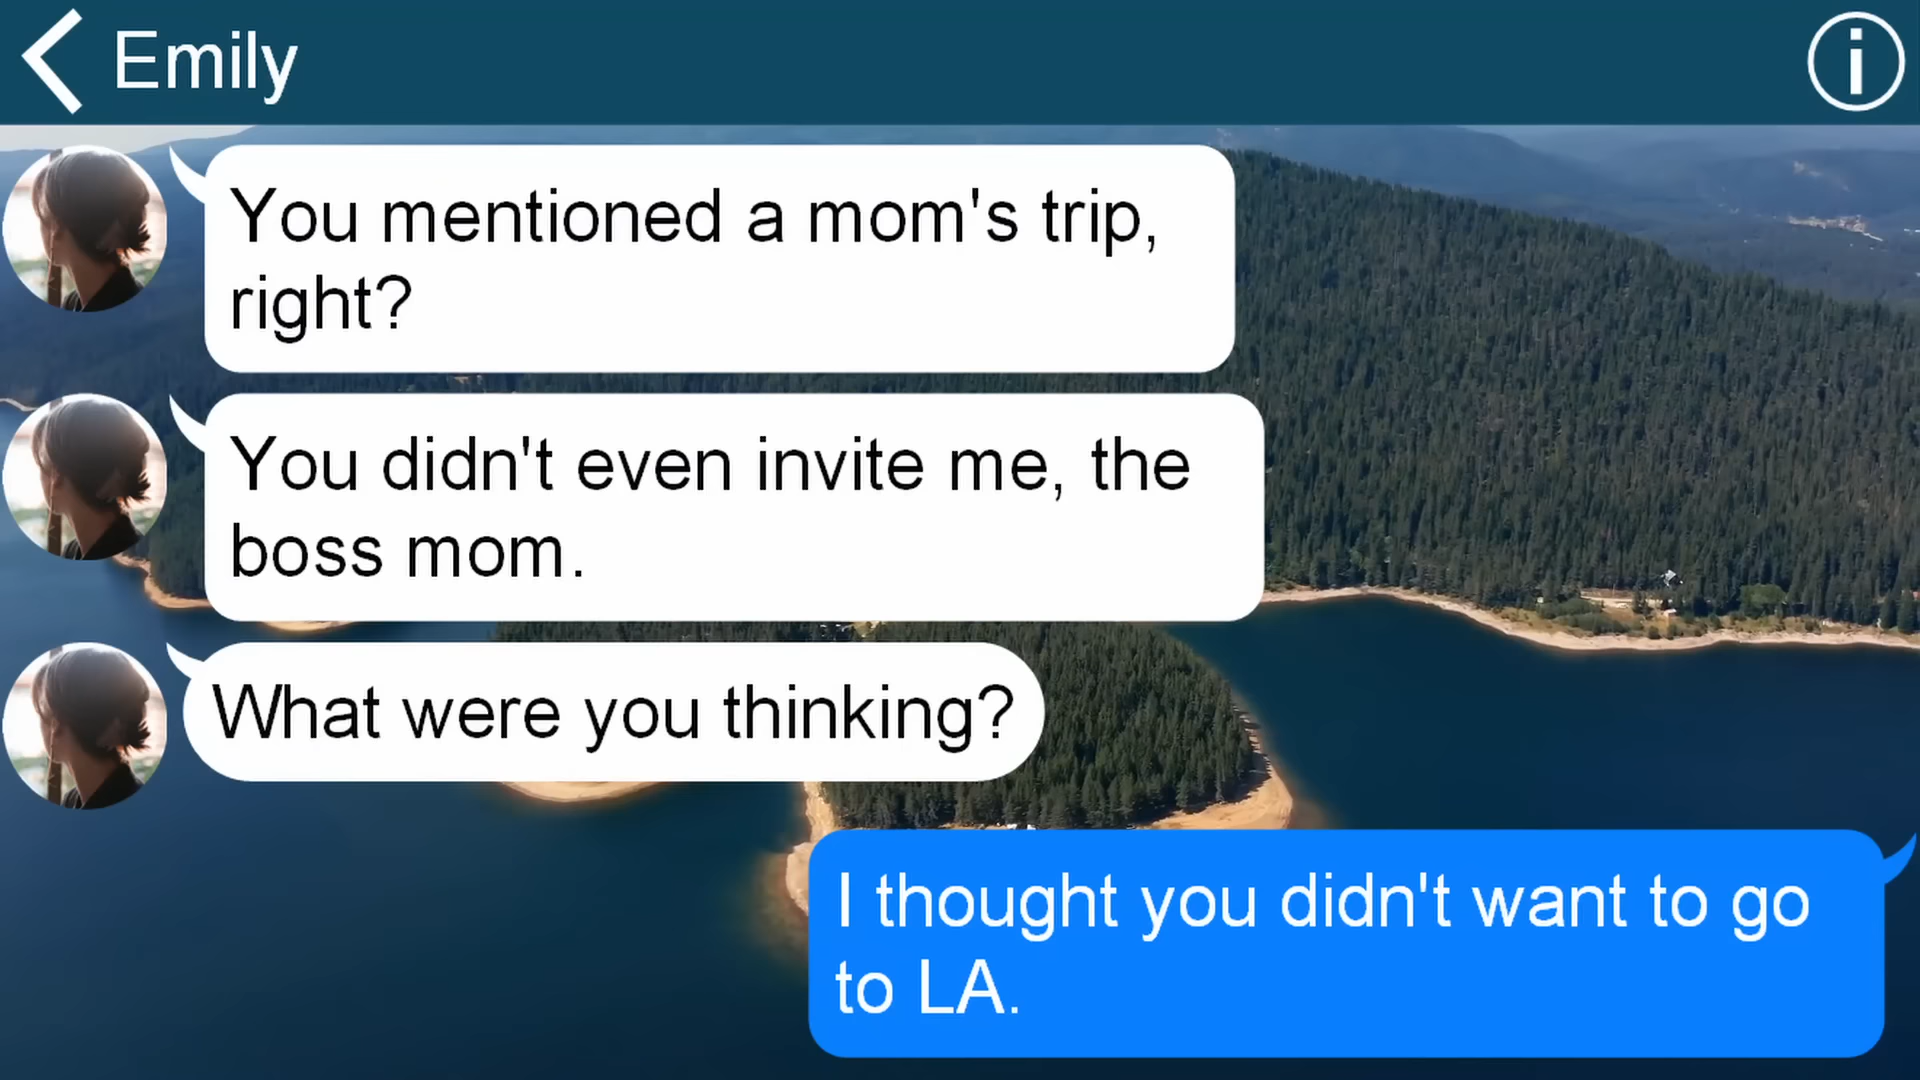 Emily
You mentioned a mom's trip,
right?
You didn't even invite me, the
boss mom.
What were you thinking?
I thought you didn't want to go
to LA.